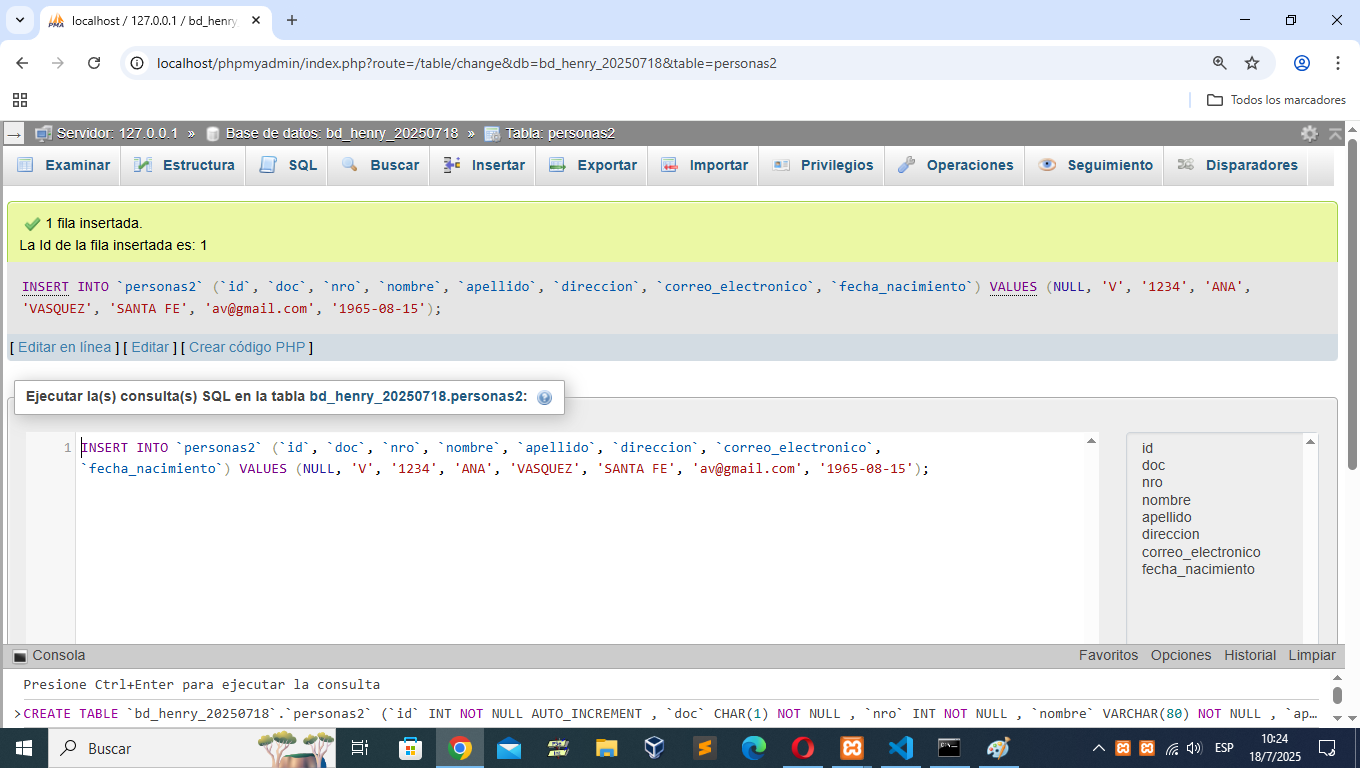 localhost / 127.0.0.1 / bd_henry
localhost/phpmyadmin/index.php?route=/table/change&db=bd_henry_20250718&table=personas2
Todos los marcadores
Servidor: 127.0.0.1 » Base de datos: bd_henry_20250718 » Tabla: personas2
Examinar Estructura SQL Buscar Insertar Exportar Importar Privilegios Operaciones Seguimiento Disparadores
1 fila insertada.
La Id de la fila insertada es: 1
INSERT INTO `personas2` (`id`, `doc`, `nro`, `nombre`, `apellido`, `direccion`, `correo_electronico`, `fecha_nacimiento`) VALUES (NULL, 'V', '1234', 'ANA',
'VASQUEZ', 'SANTA FE', 'av@gmail.com', '1965-08-15');
[ Editar en línea ] [ Editar ] [ Crear código PHP ]
Ejecutar la(s) consulta(s) SQL en la tabla bd_henry_20250718.personas2:
1 INSERT INTO `personas2` (`id`, `doc`, `nro`, `nombre`, `apellido`, `direccion`, `correo_electronico`,
`fecha_nacimiento`) VALUES (NULL, 'V', '1234', 'ANA', 'VASQUEZ', 'SANTA FE', 'av@gmail.com', '1965-08-15');
id
doc
nro
nombre
apellido
direccion
correo_electronico
fecha_nacimiento
Consola Favoritos Opciones Historial Limpiar
Presione Ctrl+Enter para ejecutar la consulta
>CREATE TABLE `bd_henry_20250718`.`personas2` (`id` INT NOT NULL AUTO_INCREMENT , `doc` CHAR(1) NOT NULL , `nro` INT NOT NULL , `nombre` VARCHAR(80) NOT NULL , `ap…
Buscar
ESP
10:24
18/7/2025